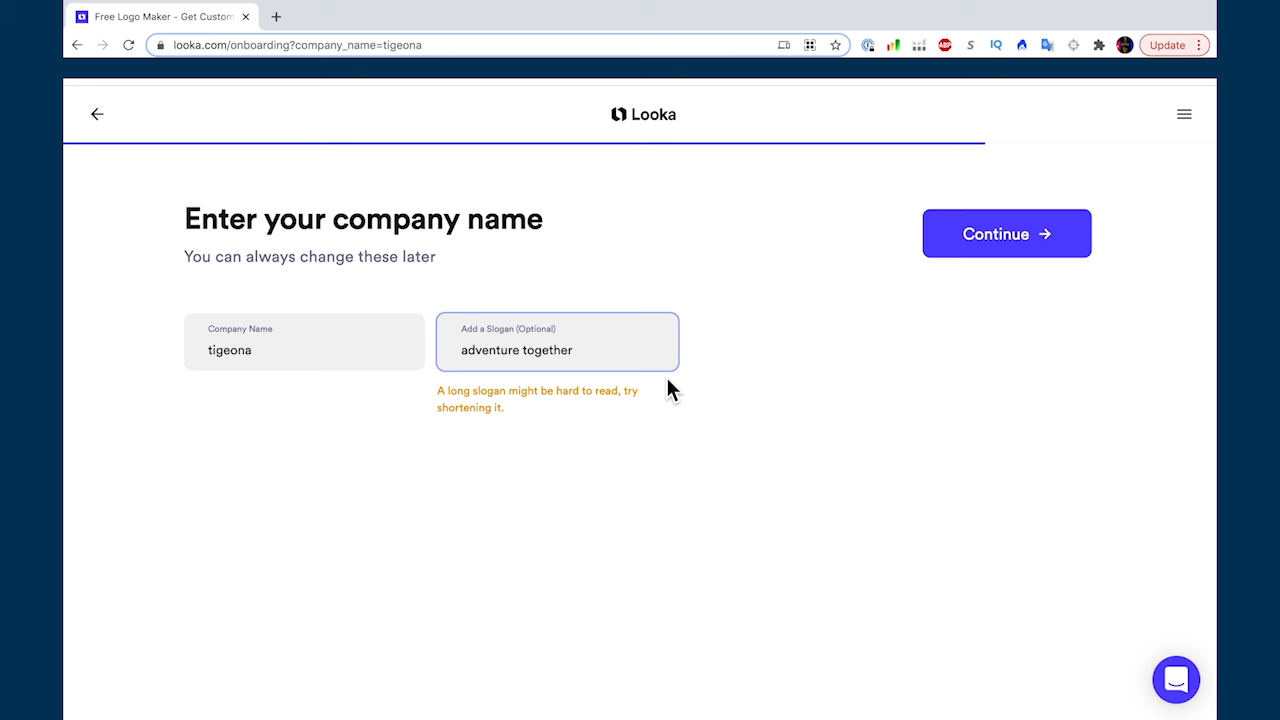 Free Logo Maker - Get Custom
looka.com/onboarding?company_name=tigeona
ABP
S
IQ
Update
Looka
Enter your company name
You can always change these later
Continue →
Company Name
tigeona
Add a Slogan (Optional)
adventure together
A long slogan might be hard to read, try
shortening it.